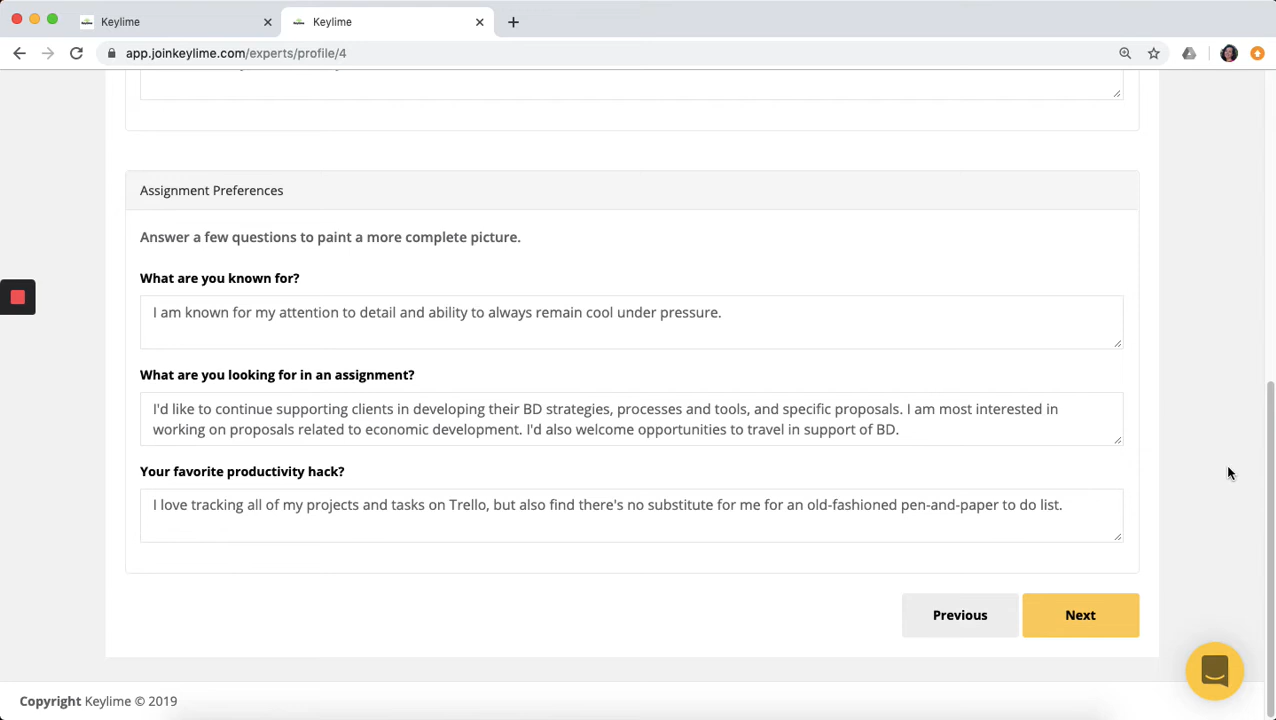 Keylime
Keylime
app.joinkeylime.com/experts/profile/4
Assignment Preferences
Answer a few questions to paint a more complete picture.
What are you known for?
I am known for my attention to detail and ability to always remain cool under pressure.
What are you looking for in an assignment?
I'd like to continue supporting clients in developing their BD strategies, processes and tools, and specific proposals. I am most interested in
working on proposals related to economic development. I'd also welcome opportunities to travel in support of BD.
Your favorite productivity hack?
I love tracking all of my projects and tasks on Trello, but also find there's no substitute for me for an old-fashioned pen-and-paper to do list.
Previous
Next
Copyright Keylime © 2019